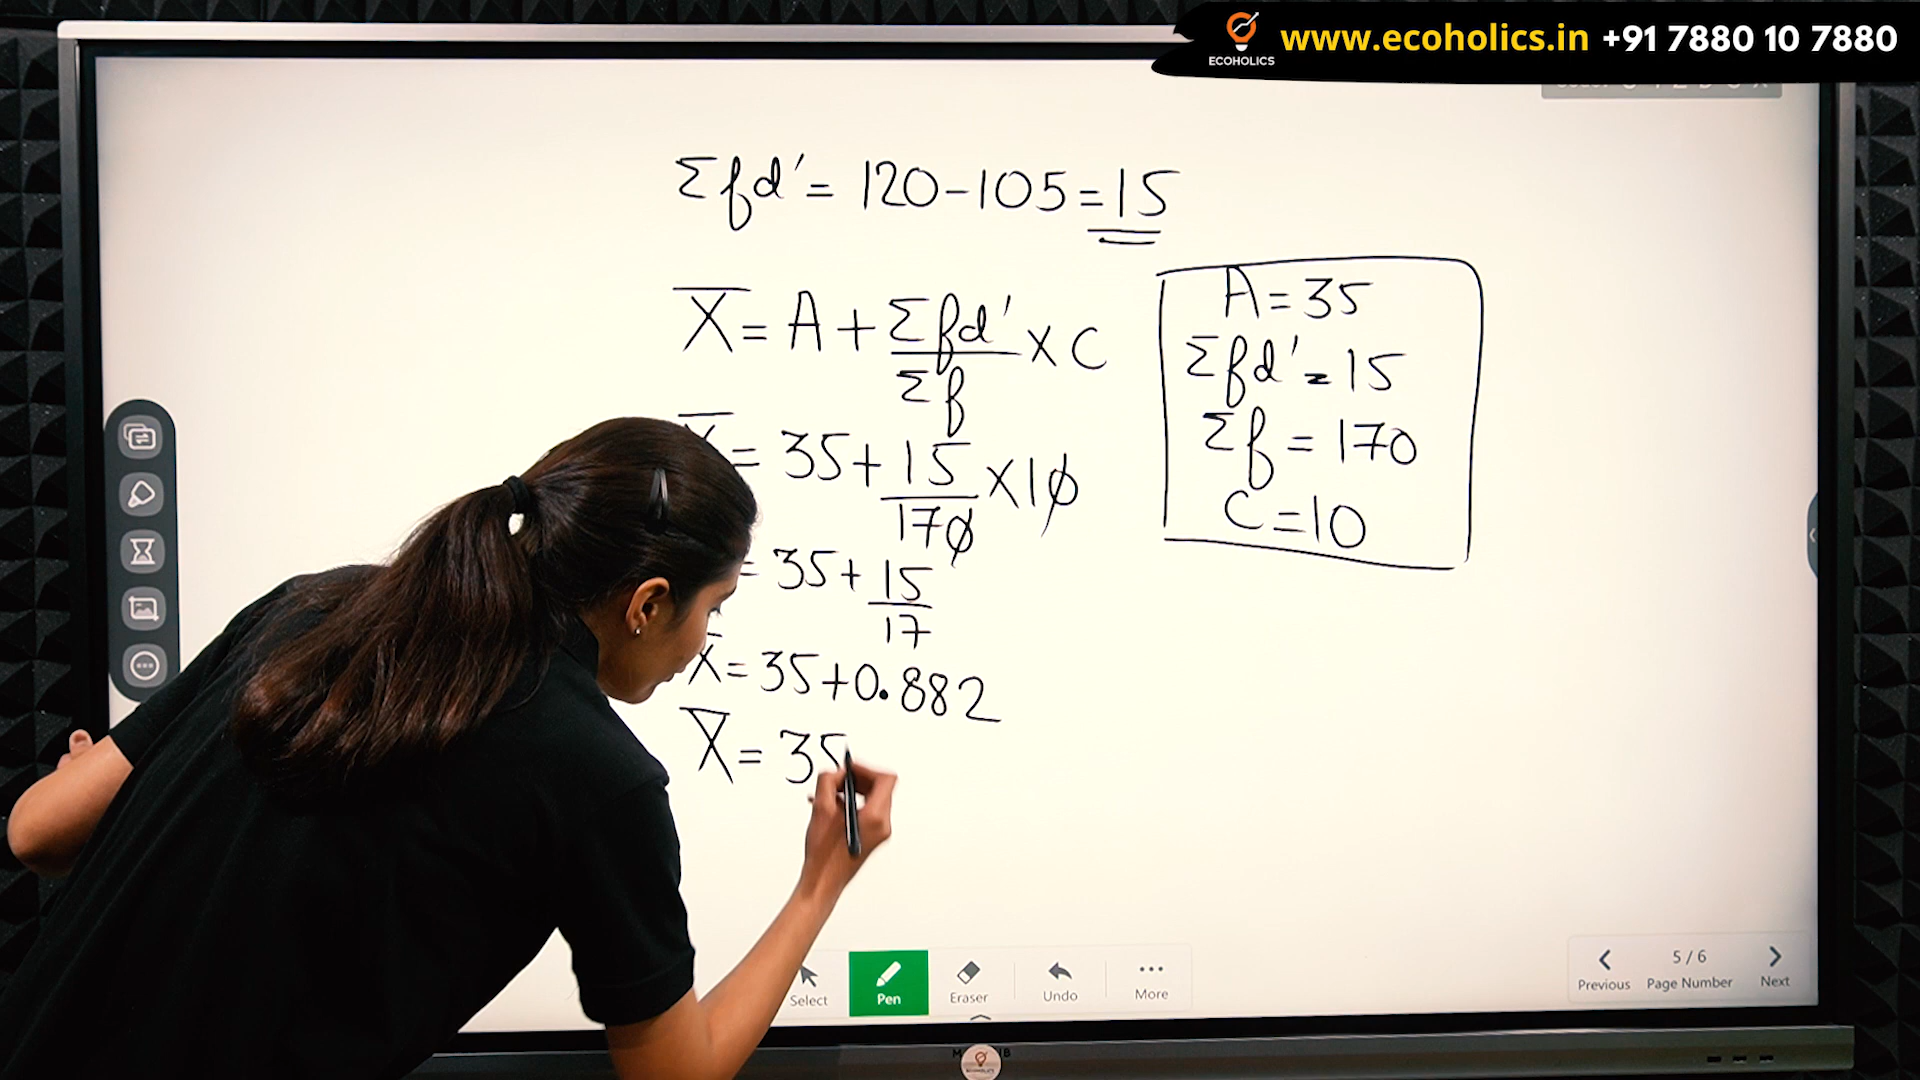 ECOHOLICS
www.ecoholics.in +91 7880 10 7880
Σfd' = 120-105=15
X̄ = A + Σfd'/Σf × C
= 35+ 15/170 ×10
= 35+ 15/17
X̄ = 35+0.882
X̄ = 35
A = 35
Σfd' = 15
Σf = 170
C = 10
Select
Pen
Eraser
Undo
More
Previous
5 / 6
Page Number
Next
ECOHOLICS